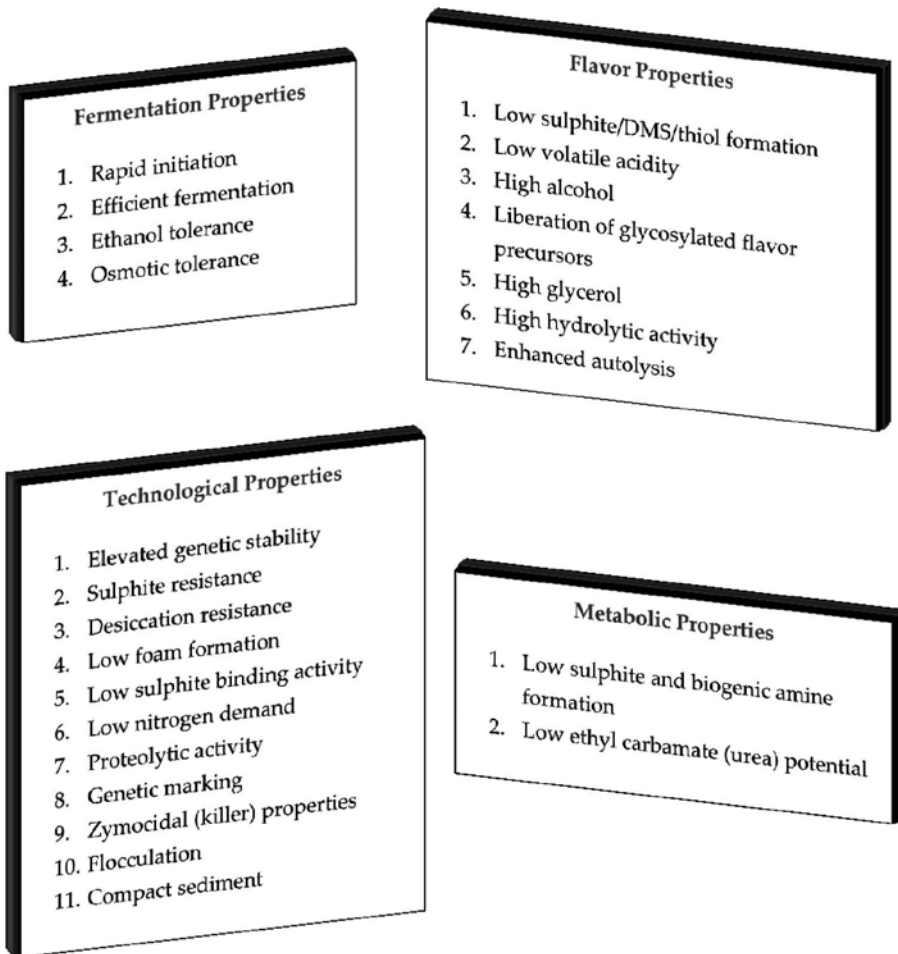 Fermentation Properties
1. Rapid initiation
2. Efficient fermentation
3. Ethanol tolerance
4. Osmotic tolerance
Flavor Properties
1. Low sulphite/DMS/thiol formation
2. Low volatile acidity
3. High alcohol
4. Liberation of glycosylated flavor
precursors
5. High glycerol
6. High hydrolytic activity
7. Enhanced autolysis
Technological Properties
1. Elevated genetic stability
2. Sulphite resistance
3. Desiccation resistance
4. Low foam formation
5. Low sulphite binding activity
6. Low nitrogen demand
7. Proteolytic activity
8. Genetic marking
9. Zymocidal (killer) properties
10. Flocculation
11. Compact sediment
Metabolic Properties
1. Low sulphite and biogenic amine
formation
2. Low ethyl carbamate (urea) potential